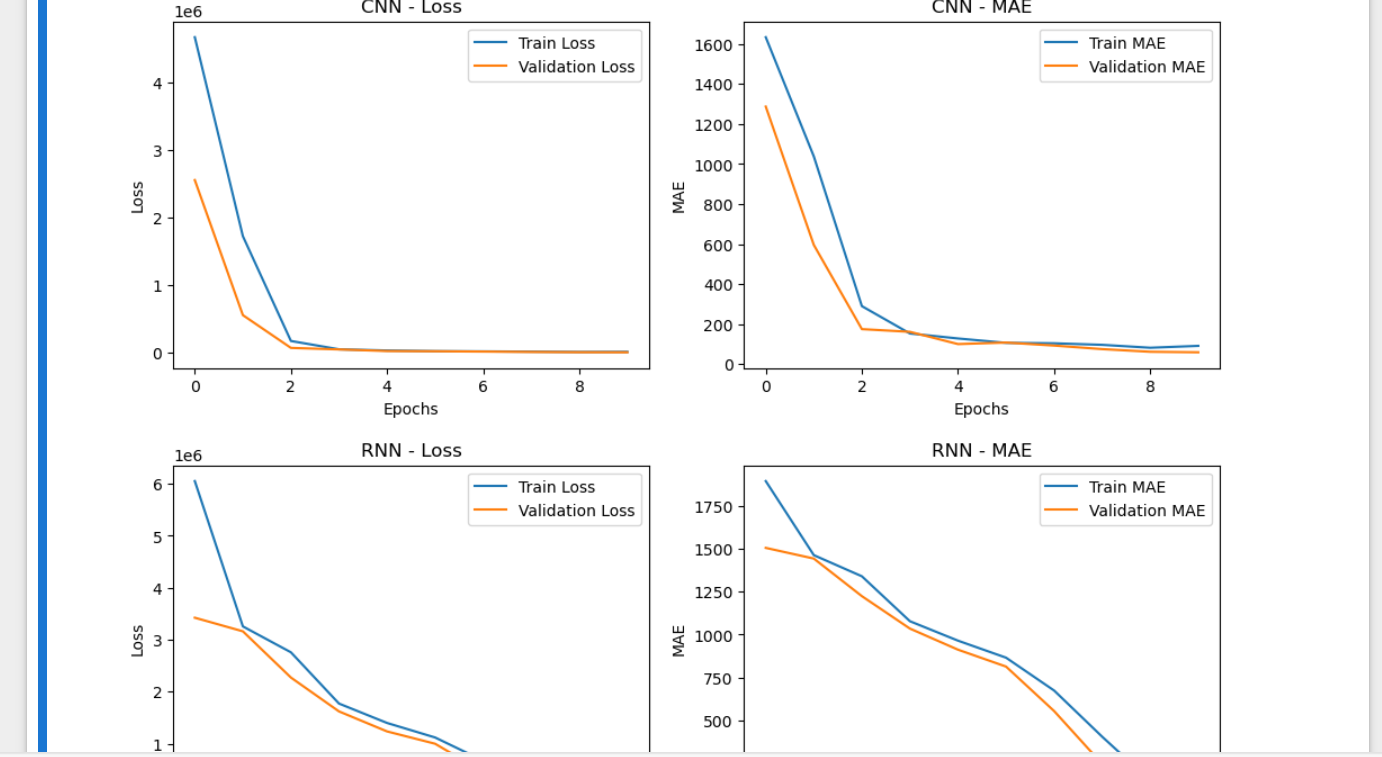 CNN - Loss
1e6
Train Loss
Validation Loss
4
3
2
1
0
Loss
0 2 4 6 8
Epochs
CNN - MAE
Train MAE
Validation MAE
1600
1400
1200
1000
800
600
400
200
0
MAE
0 2 4 6 8
Epochs
RNN - Loss
1e6
Train Loss
Validation Loss
6
5
4
3
2
1
Loss
RNN - MAE
Train MAE
Validation MAE
1750
1500
1250
1000
750
500
MAE